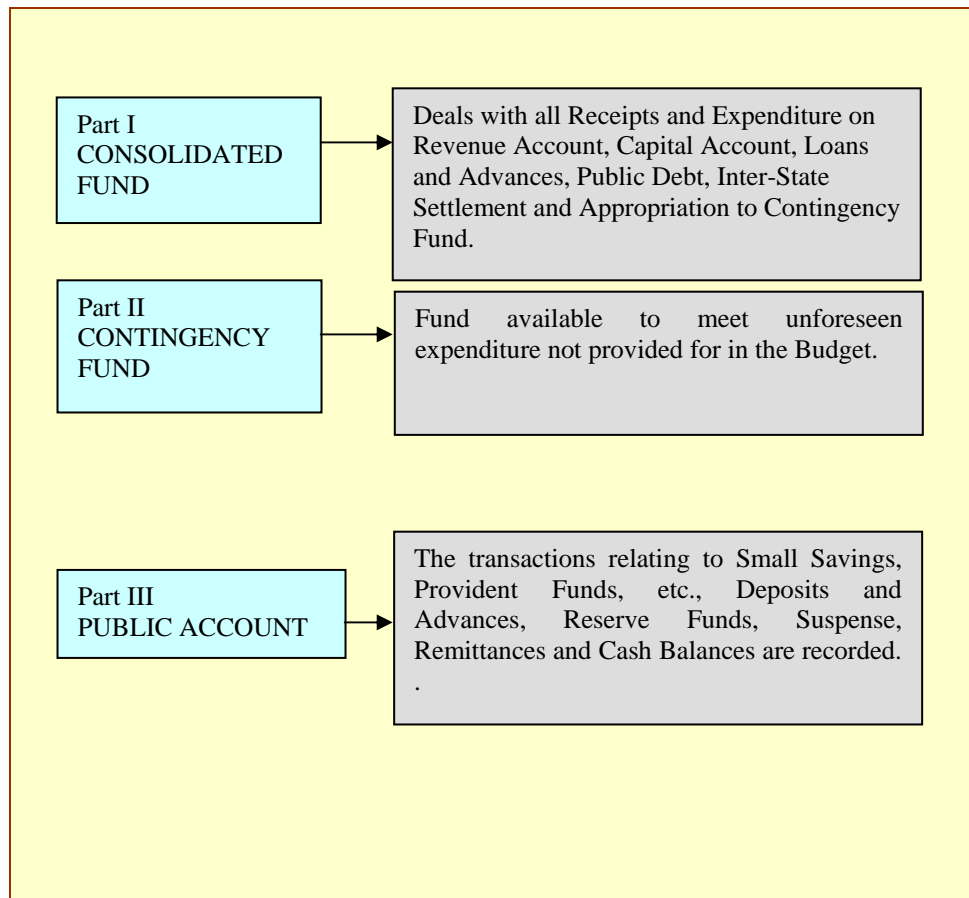 Part I
CONSOLIDATED
FUND
Deals with all Receipts and Expenditure on
Revenue Account, Capital Account, Loans
and Advances, Public Debt, Inter-State
Settlement and Appropriation to Contingency
Fund.
Part II
CONTINGENCY
FUND
Fund available to meet unforeseen
expenditure not provided for in the Budget.
Part III
PUBLIC ACCOUNT
The transactions relating to Small Savings,
Provident Funds, etc., Deposits and
Advances, Reserve Funds, Suspense,
Remittances and Cash Balances are recorded.
.